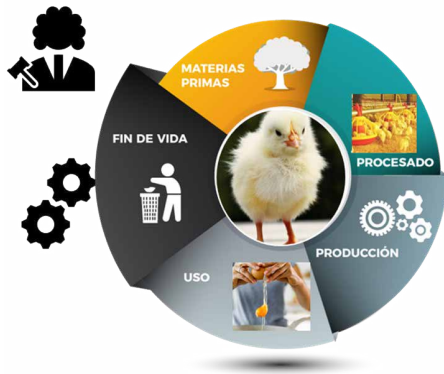 MATERIAS
PRIMAS
PROCESADO
PRODUCCIÓN
USO
FIN DE VIDA